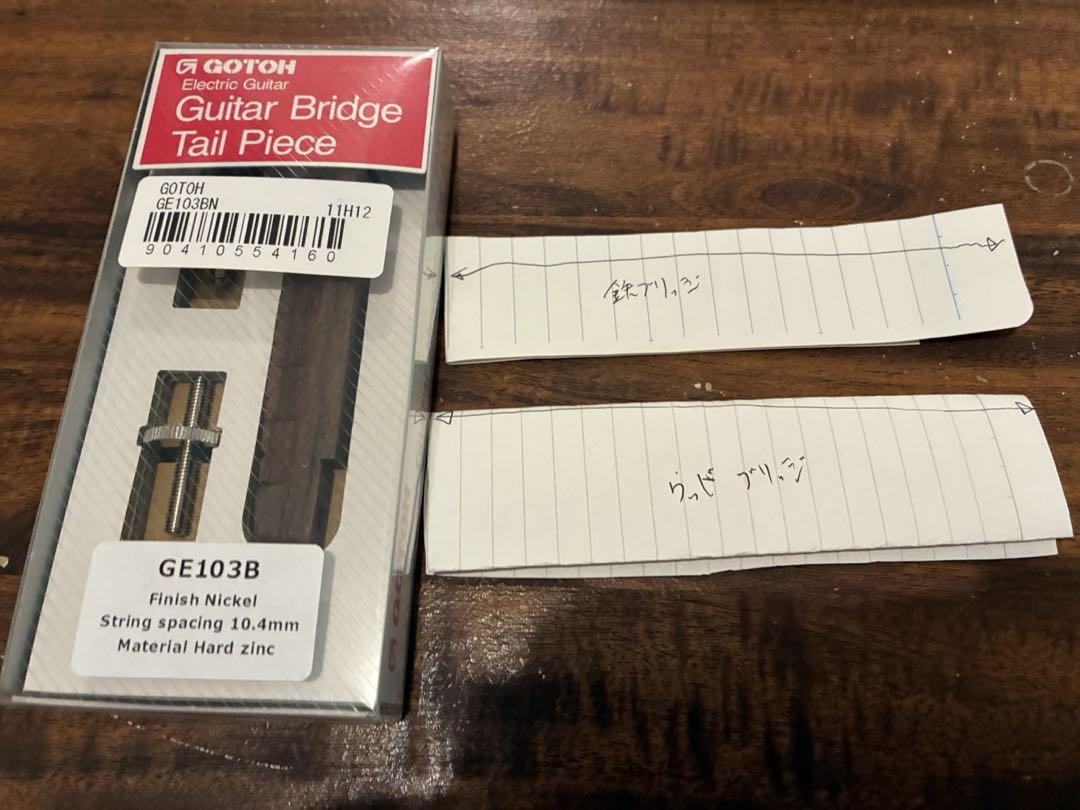 GOTOH
Electric Guitar
Guitar Bridge
Tail Piece
GOTOH
GE103BN
11H12
90410554160
GE103B
Finish Nickel
String spacing 10.4mm
Material Hard zinc
鉄ブリッジ
ウッドブリッジ